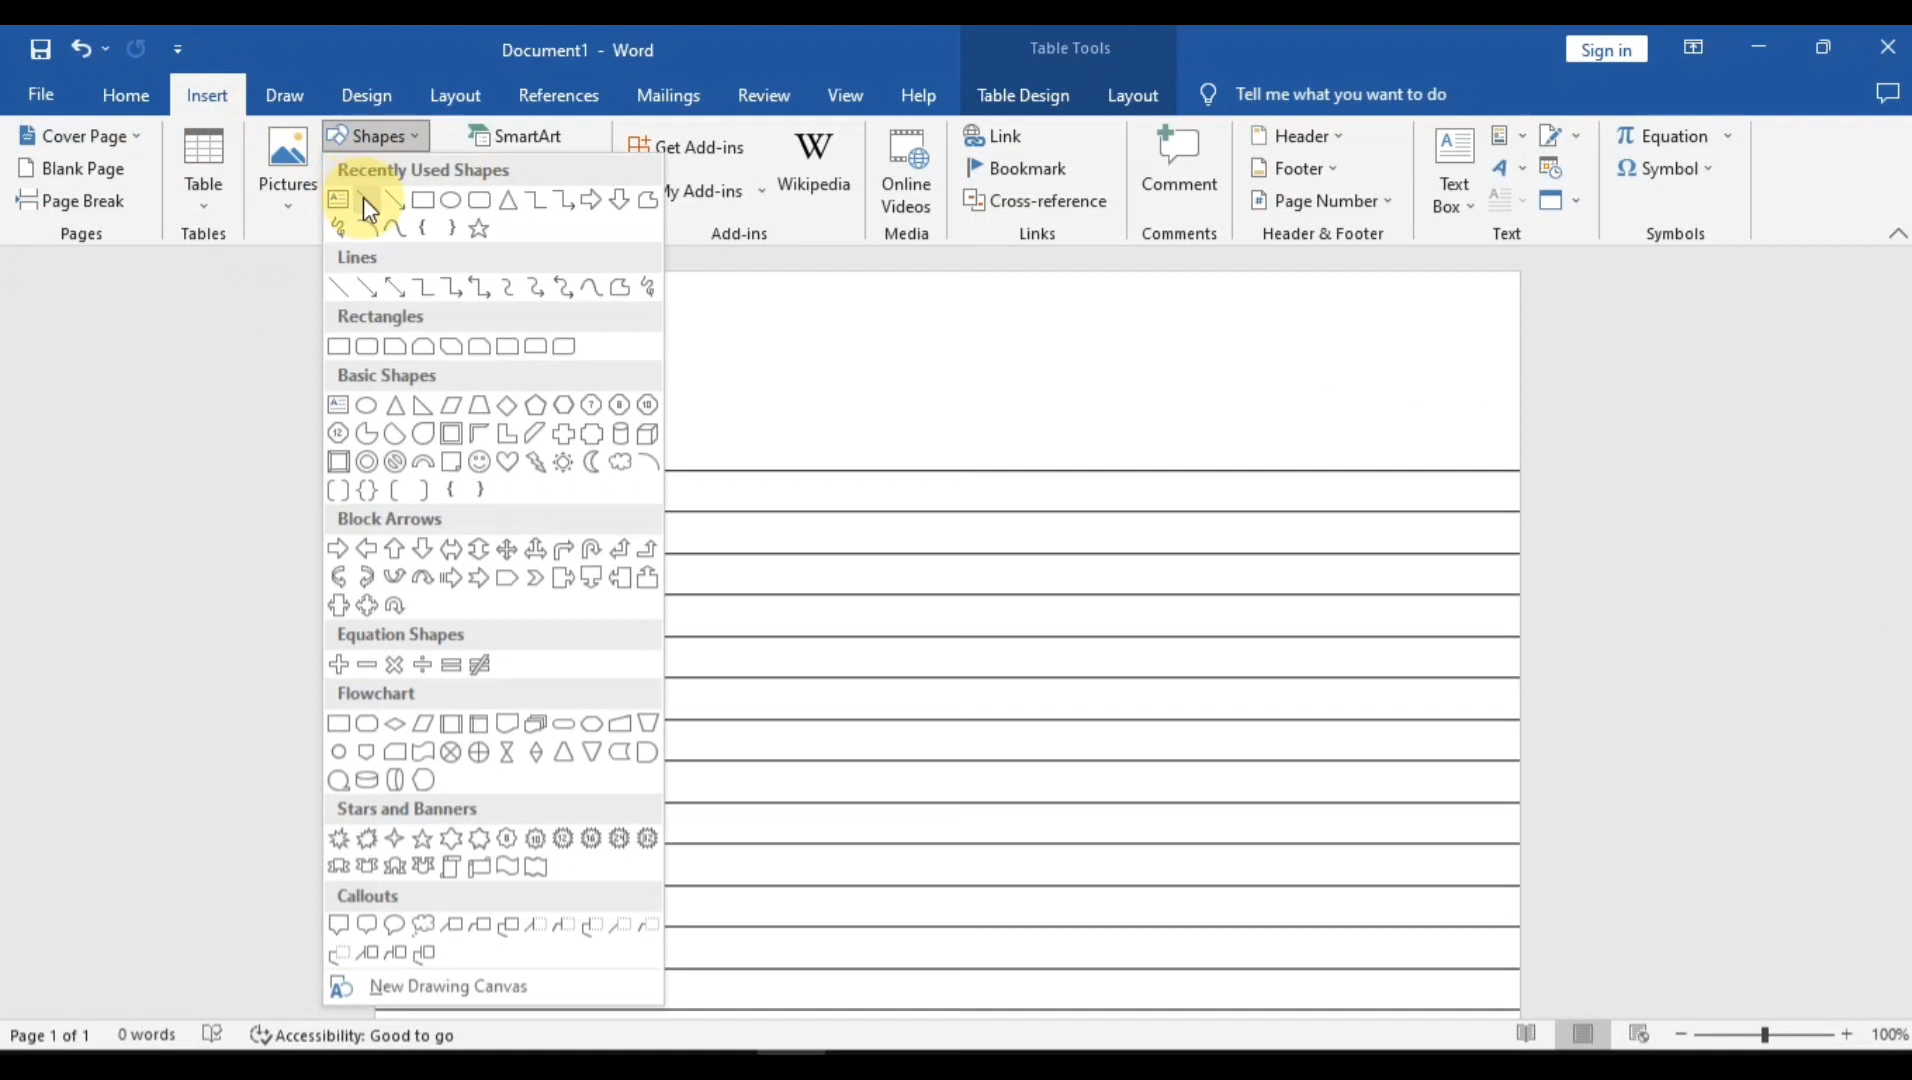 Document1 - Word
Table Tools
Sign in
File Home Insert Draw Design Layout References Mailings Review View Help Table Design Layout Tell me what you want to do
Cover Page
Blank Page
Page Break
Pages
Table
Tables
Pictures
Shapes
SmartArt
Get Add-ins
My Add-ins
Wikipedia
Add-ins
Online
Videos
Media
Link
Bookmark
Cross-reference
Links
Comment
Comments
Header
Footer
Page Number
Header & Footer
Text
Box
Text
Equation
Symbol
Symbols
Recently Used Shapes
Lines
Rectangles
Basic Shapes
Block Arrows
Equation Shapes
Flowchart
Stars and Banners
Callouts
New Drawing Canvas
Page 1 of 1 0 words Accessibility: Good to go 100%